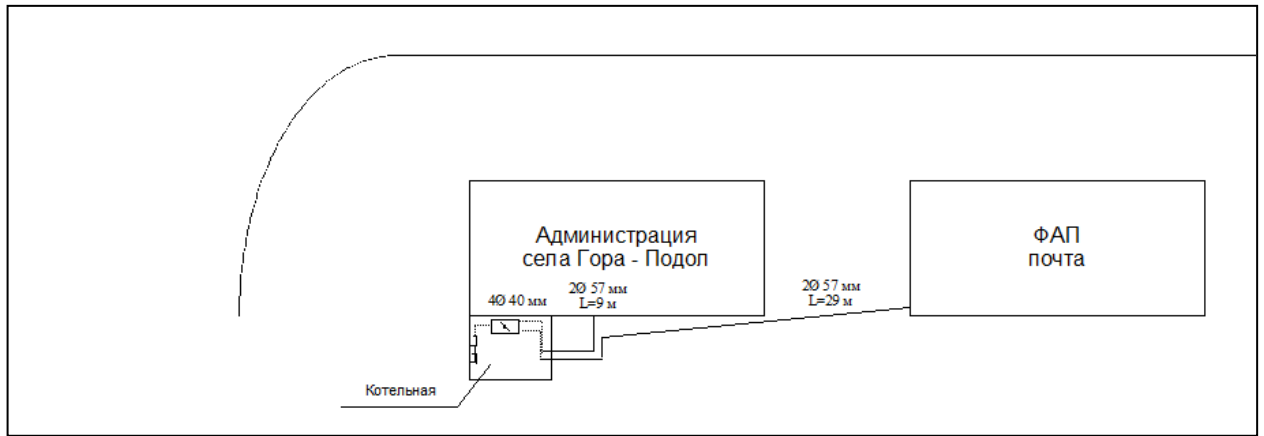 Администрация
села Гора - Подол
ФАП
почта
4Ø 40 мм
2Ø 57 мм
L=9 м
2Ø 57 мм
L=29 м
Котельная